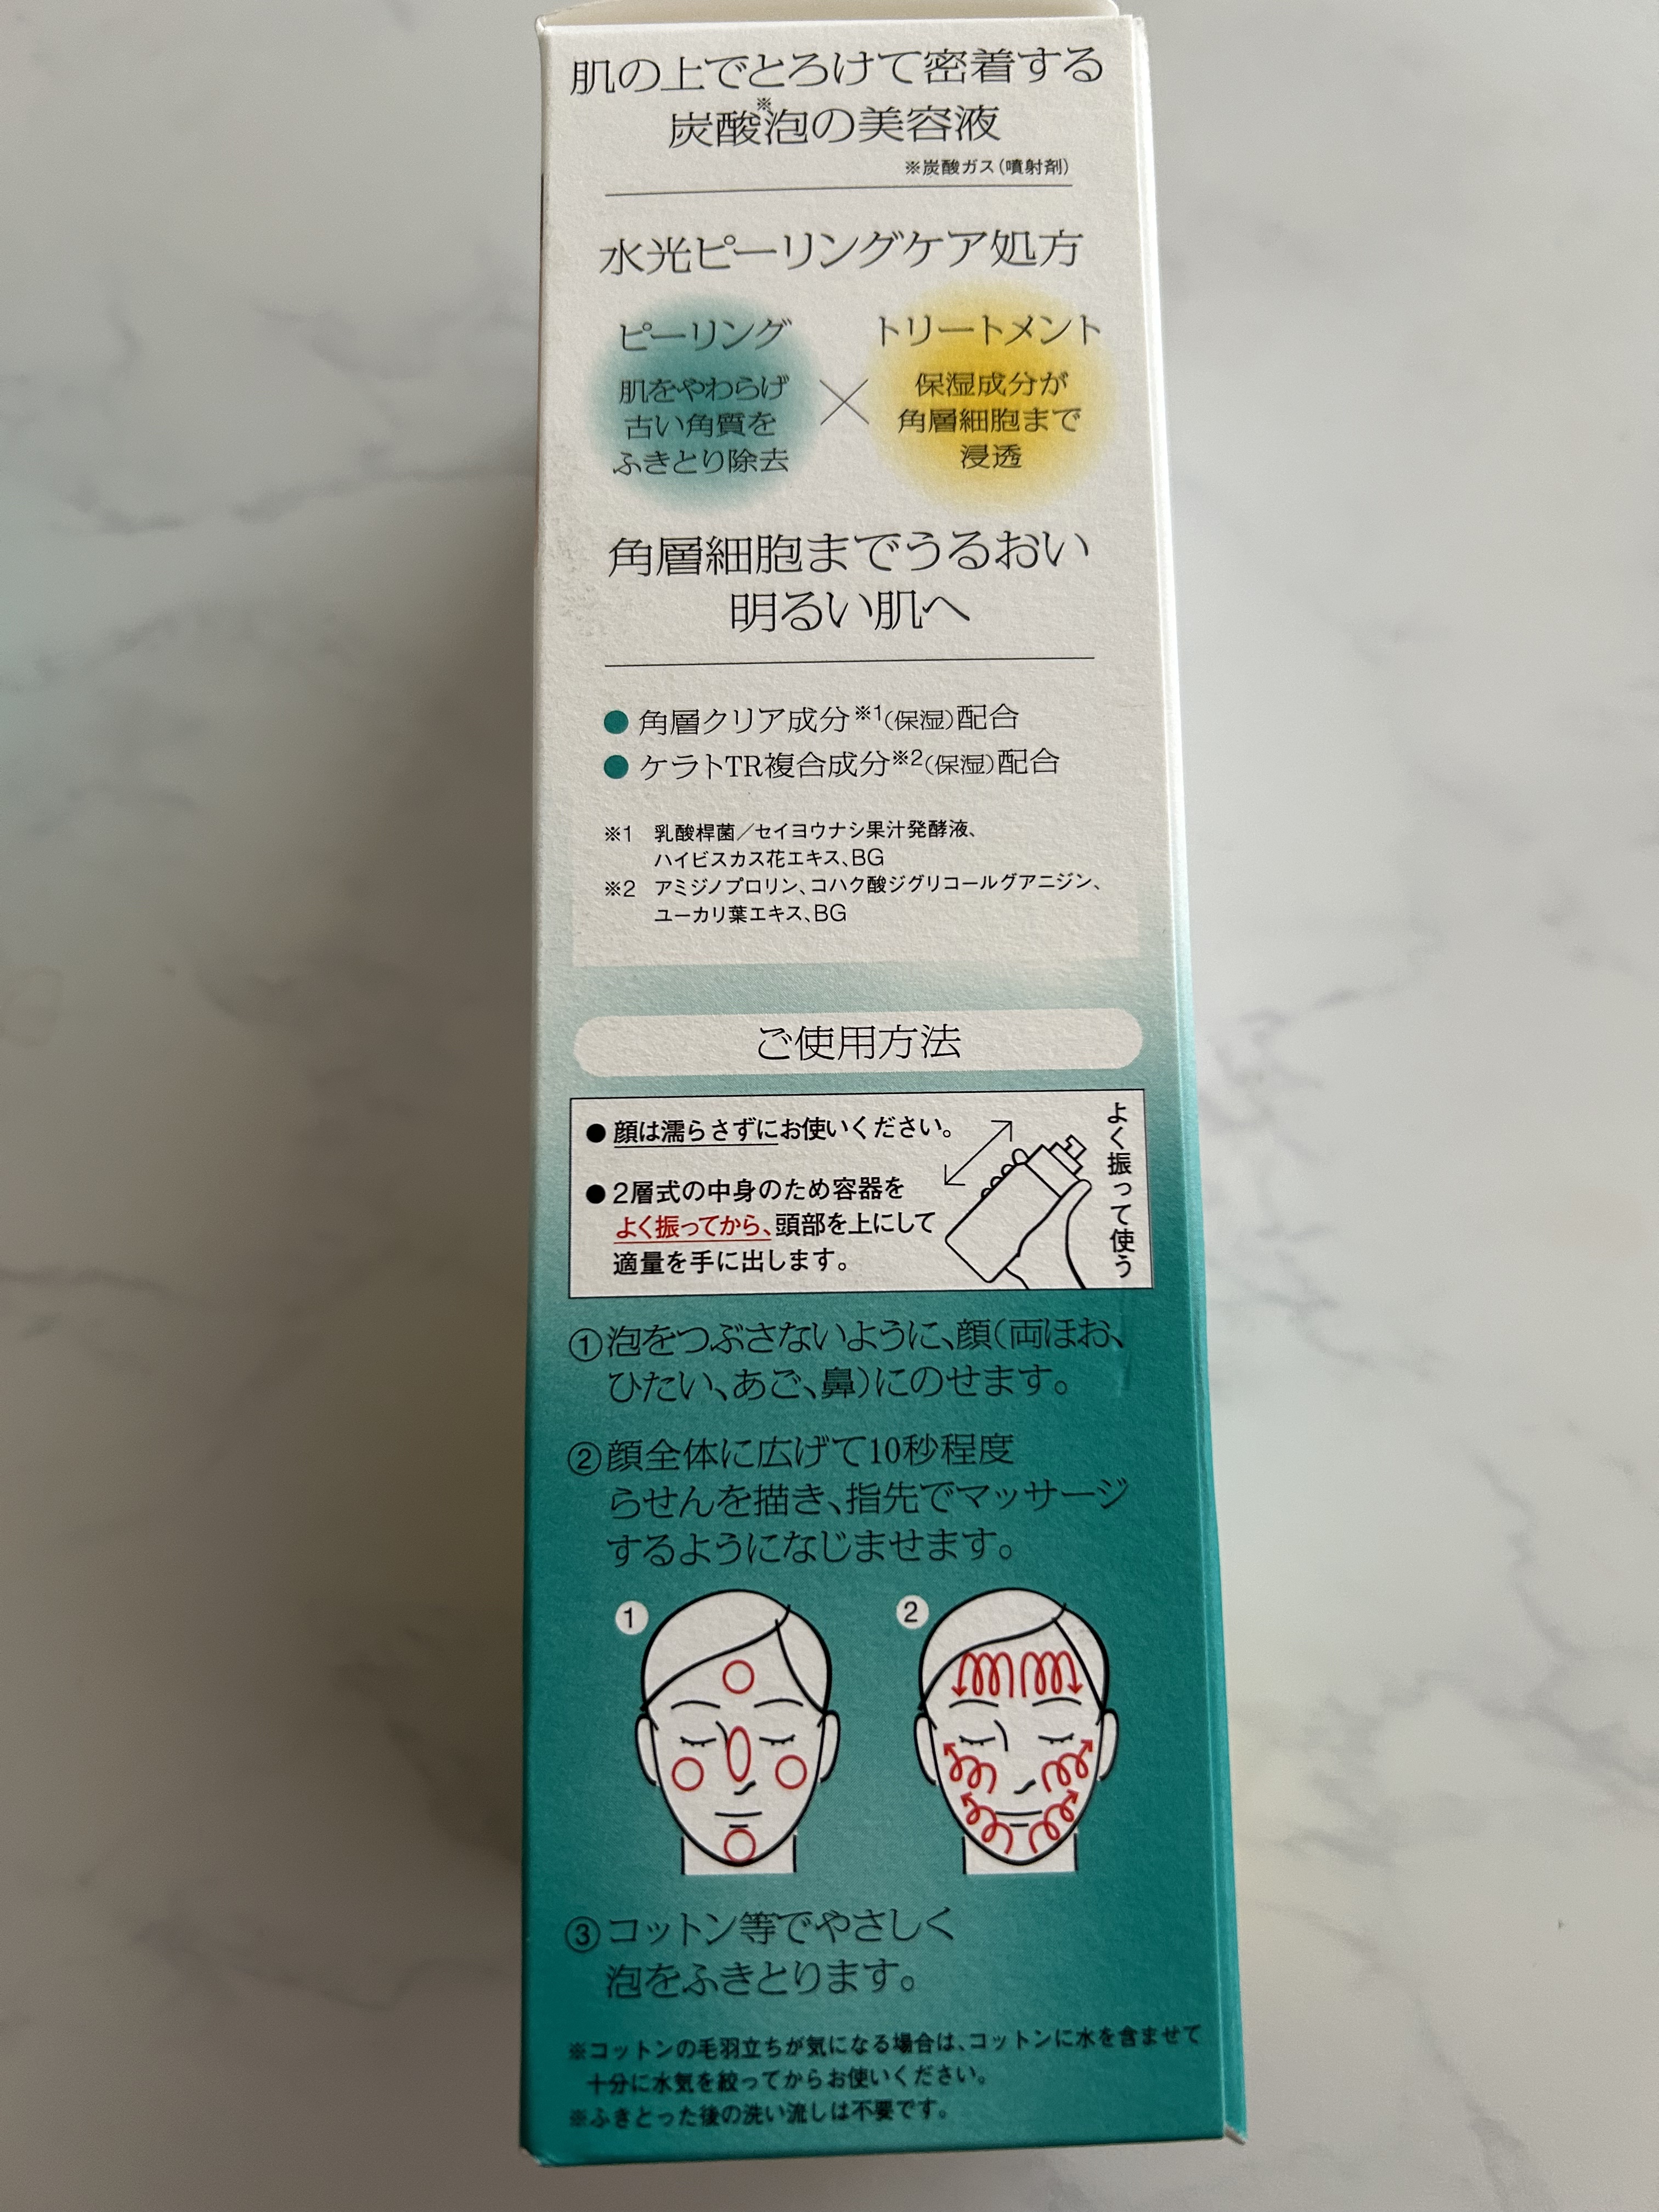 肌の上でとろけて密着する
炭酸※泡の美容液
※炭酸ガス(噴射剤)
水光ピーリングケア処方
ピーリング
肌をやわらげ
古い角質を
ふきとり除去
×
トリートメント
保湿成分が
角層細胞まで
浸透
角層細胞までうるおい
明るい肌へ
● 角層クリア成分※1(保湿)配合
● ケラトTR複合成分※2(保湿)配合
※1 乳酸桿菌/セイヨウナシ果汁発酵液、
ハイビスカス花エキス、BG
※2 アミジノプロリン、コハク酸ジグリコールグアニジン、
ユーカリ葉エキス、BG
ご使用方法
● 顔は濡らさずにお使いください。
● 2層式の中身のため容器を
よく振ってから、頭部を上にして
適量を手に出します。
よく振って使う
①泡をつぶさないように、顔(両ほお、
ひたい、あご、鼻)にのせます。
②顔全体に広げて10秒程度
らせんを描き、指先でマッサージ
するようになじませます。
1
2
③コットン等でやさしく
泡をふきとります。
※コットンの毛羽立ちが気になる場合は、コットンに水を含ませて
十分に水気を絞ってからお使いください。
※ふきとった後の洗い流しは不要です。